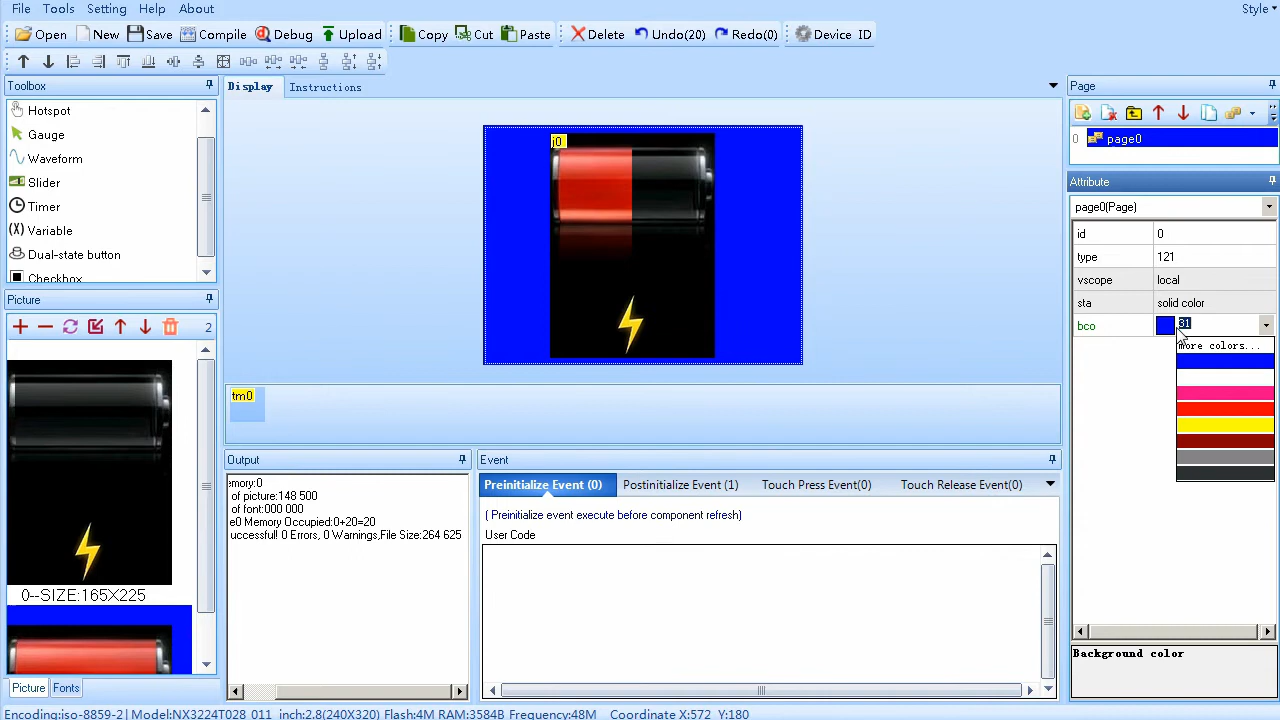 File Tools Setting Help About Style
Open New Save Compile Debug Upload Copy Cut Paste Delete Undo(20) Redo(0) Device ID
Toolbox
Hotspot
Gauge
Waveform
Slider
Timer
(X) Variable
Dual-state button
Checkbox
Picture
2
0--SIZE:165X225
Picture Fonts
Display Instructions
j0
tm0
Output
emory:0
of picture:148 500
of font:000 000
e0 Memory Occupied:0+20=20
uccessful! 0 Errors, 0 Warnings,File Size:264 625
Event
Preinitialize Event (0) Postinitialize Event (1) Touch Press Event(0) Touch Release Event(0)
( Preinitialize event execute before component refresh)
User Code
Page
0 page0
Attribute
page0(Page)
id 0
type 121
vscope local
sta solid color
bco 31
more colors...
Background color
Encoding:iso-8859-2| Model:NX3224T028_011 inch:2.8(240X320) Flash:4M RAM:3584B Frequency:48M Coordinate X:572 Y:180